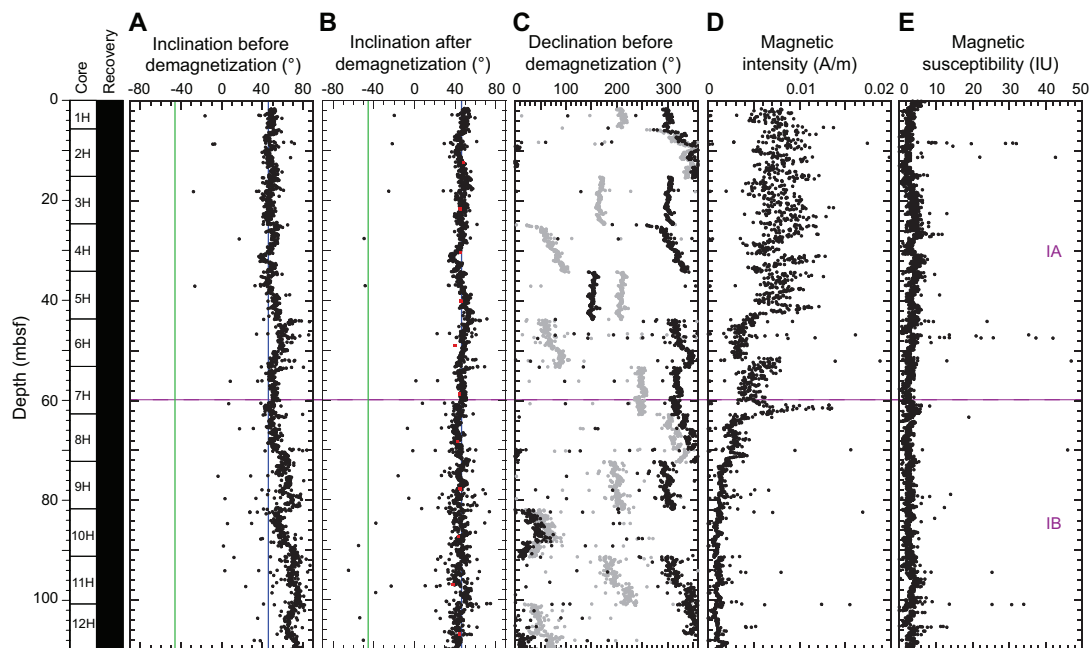 A
B
C
D
E
Core
Recovery
Inclination before
demagnetization (°)
Inclination after
demagnetization (°)
Declination before
demagnetization (°)
Magnetic
intensity (A/m)
Magnetic
susceptibility (IU)
-80 -40 0 40 80
-80 -40 0 40 80
0 100 200 300
0 0.01 0.02
0 10 20 30 40 50
Depth (mbsf)
0
20
40
60
80
100
1H
2H
3H
4H
5H
6H
7H
8H
9H
10H
11H
12H
IA
IB